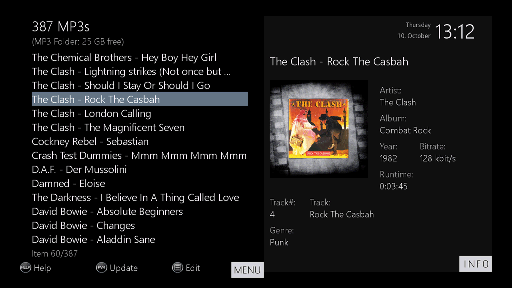 387 MP3s
(MP3 Folder: 25 GB free)
The Chemical Brothers - Hey Boy Hey Girl
The Clash - Lightning strikes (Not once but ...
The Clash - Should I Stay Or Should I Go
The Clash - Rock The Casbah
The Clash - London Calling
The Clash - The Magnificent Seven
Cockney Rebel - Sebastian
Crash Test Dummies - Mmm Mmm Mmm Mmm
D.A.F. - Der Mussolini
Damned - Eloise
The Darkness - I Believe In A Thing Called Love
David Bowie - Absolute Beginners
David Bowie - Changes
David Bowie - Aladdin Sane
Item 60/387
Help
Update
Edit
MENU
Thursday
10. October
13:12
The Clash - Rock The Casbah
THE CLASH
Artist:
The Clash
Album:
Combat Rock
Year: Bitrate:
1982 128 kbit/s
Runtime:
0:03:45
Track#: Track:
4 Rock The Casbah
Genre:
Punk
INFO